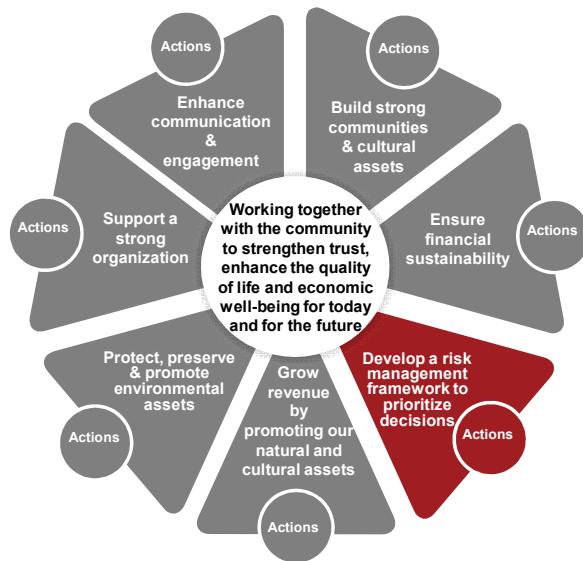 Actions
Enhance
communication
&
engagement
Actions
Build strong
communities
& cultural
assets
Actions
Support a
strong
organization
Working together
with the community
to strengthen trust,
enhance the quality
of life and economic
well-being for today
and for the future
Ensure
financial
sustainability
Actions
Protect, preserve
& promote
environmental
assets
Actions
Grow
revenue
by
promoting our
natural and
cultural assets
Actions
Develop a risk
management
framework to
prioritize
decisions
Actions